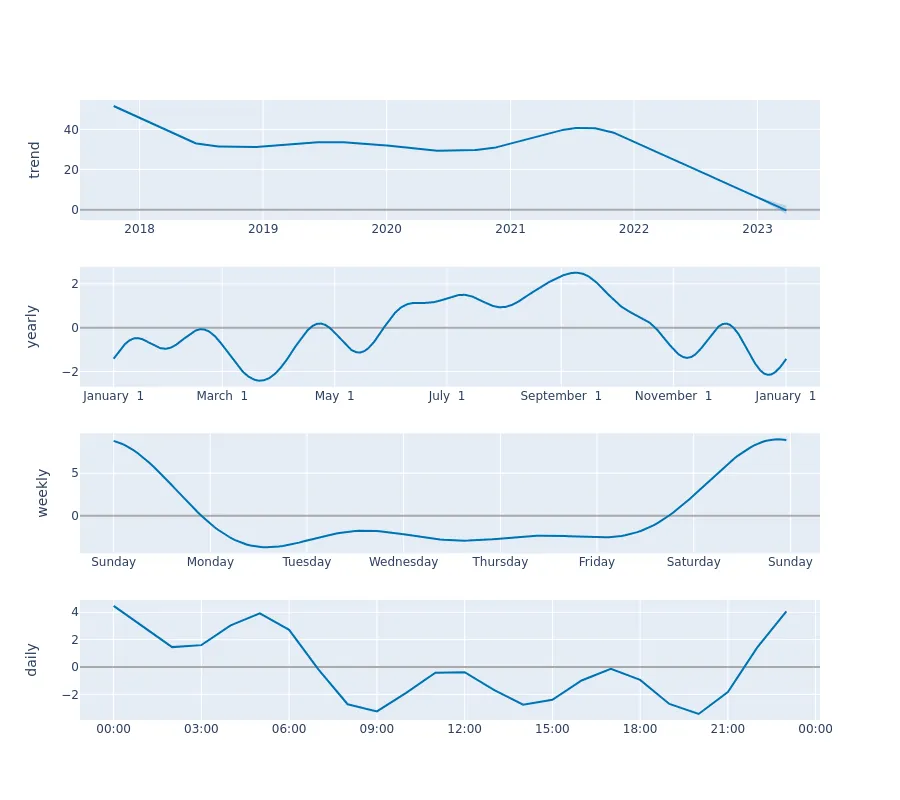 trend
40
20
0
2018 2019 2020 2021 2022 2023
yearly
2
0
−2
January 1 March 1 May 1 July 1 September 1 November 1 January 1
weekly
5
0
Sunday Monday Tuesday Wednesday Thursday Friday Saturday Sunday
daily
4
2
0
−2
00:00 03:00 06:00 09:00 12:00 15:00 18:00 21:00 00:00